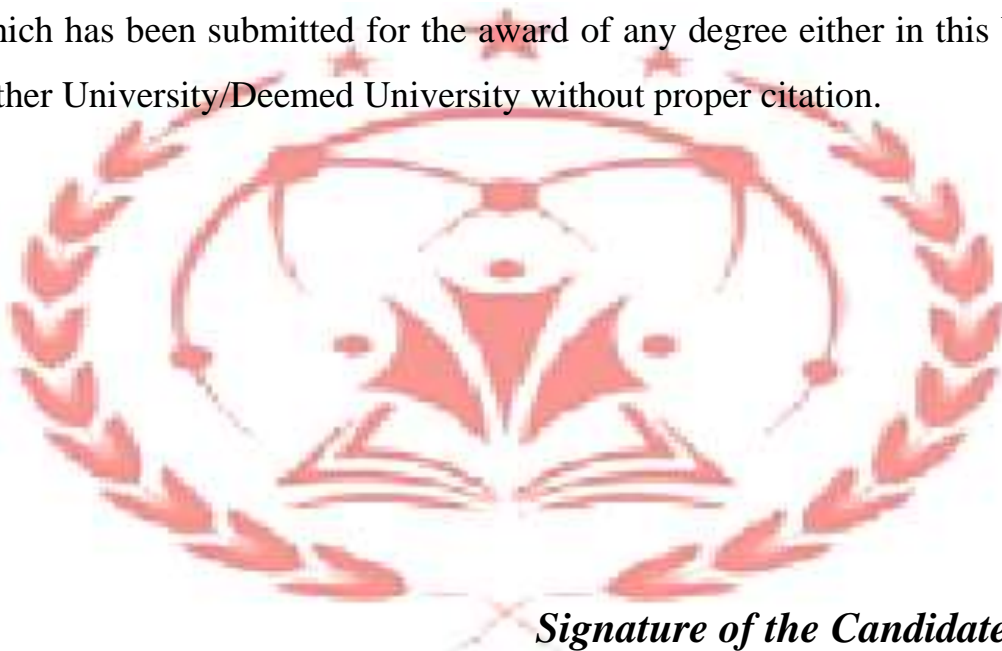 which has been submitted for the award of any degree either in this
ther University/Deemed University without proper citation.
Signature of the Candidate